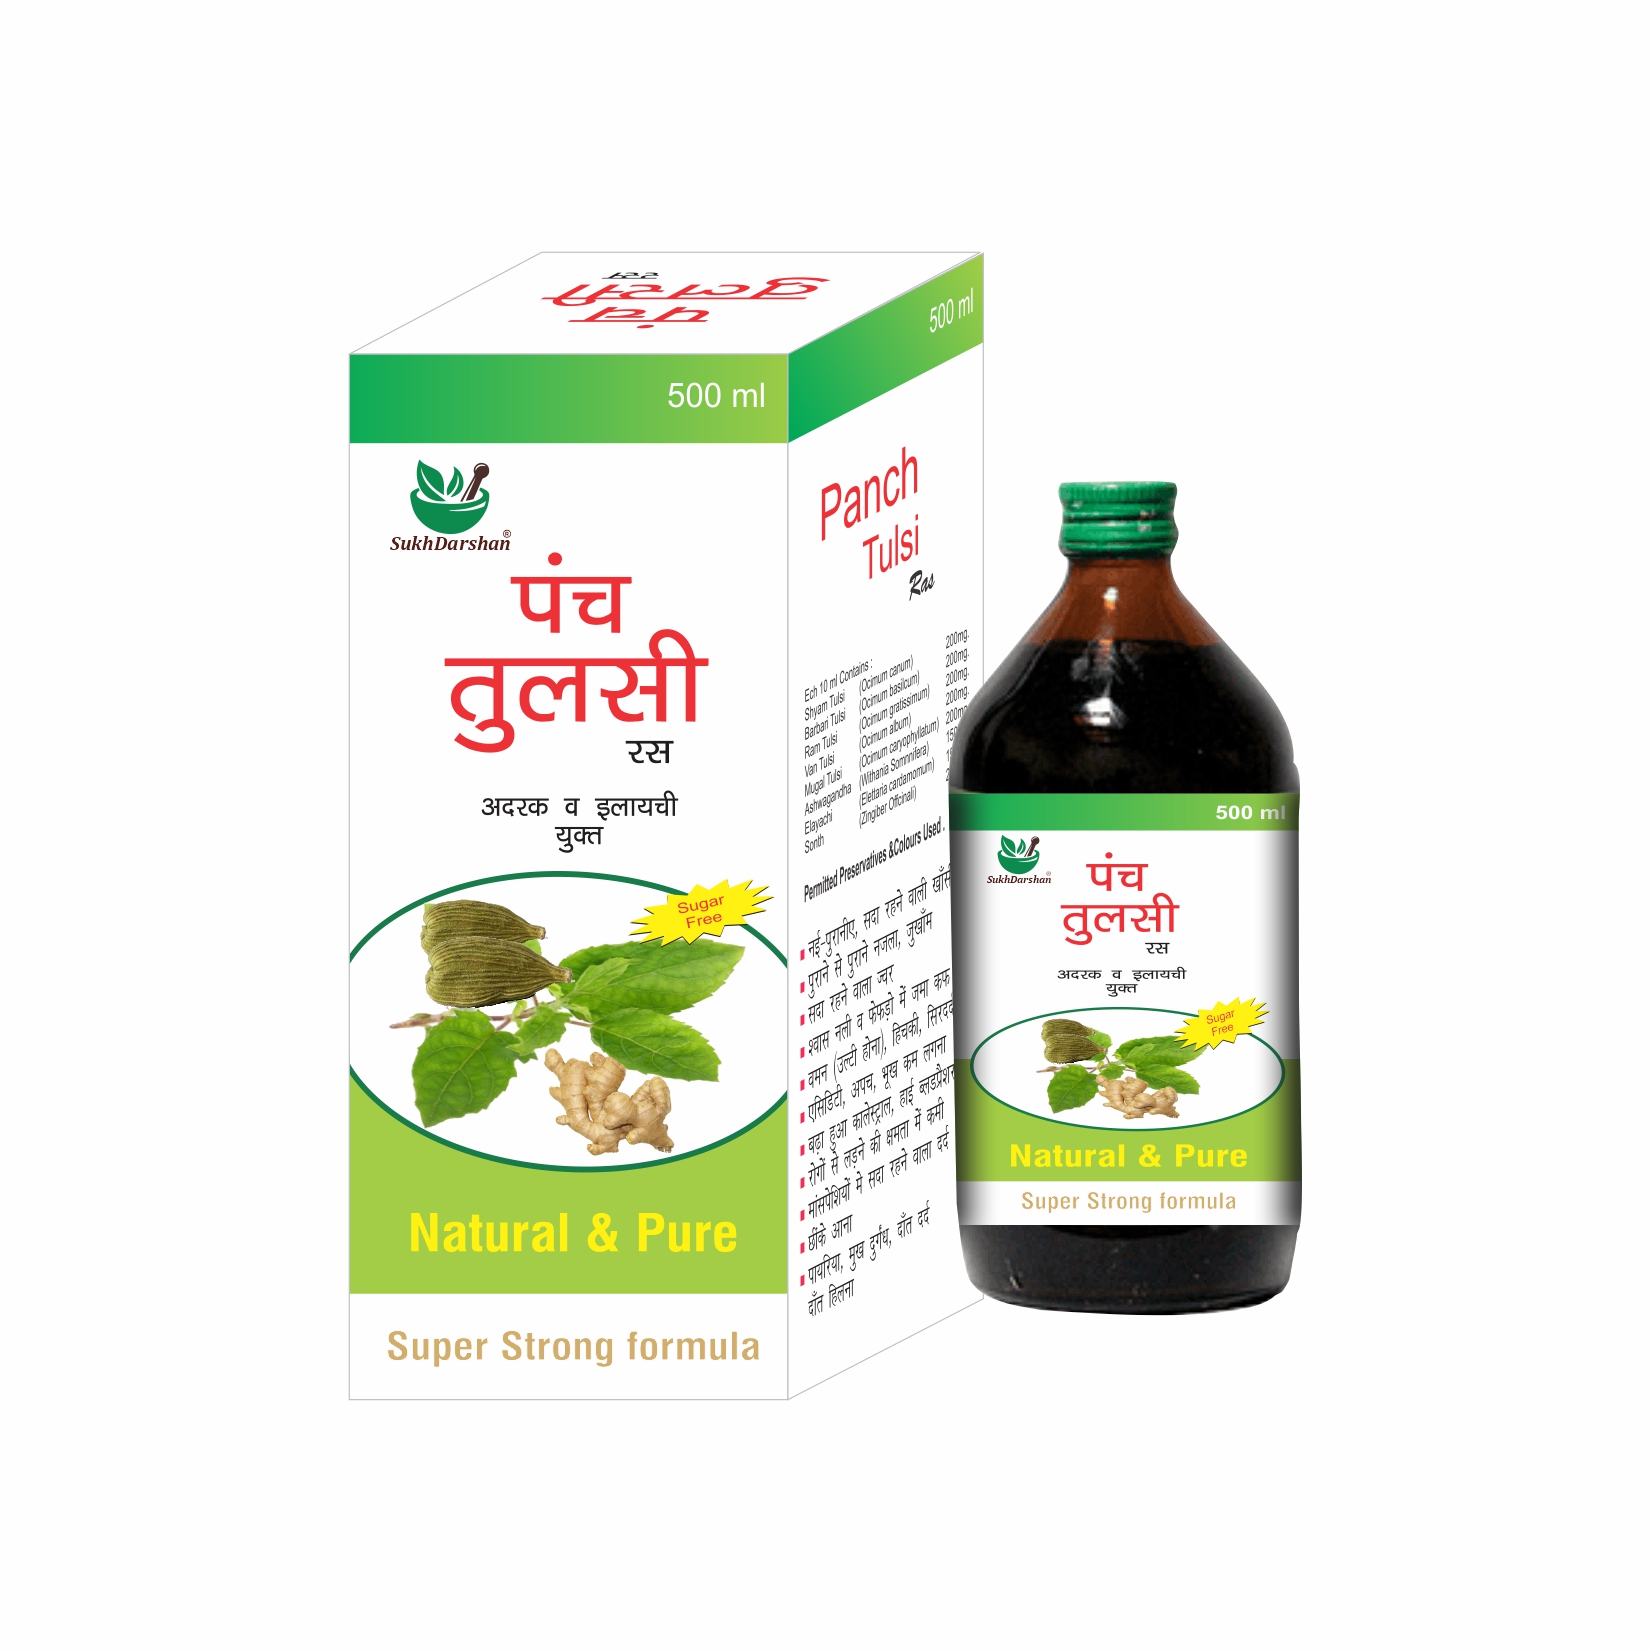 पंच
तुलसी
रस
500 ml
500 ml
SukhDarshan®
पंच
तुलसी
रस
अदरक व इलायची
युक्त
Sugar
Free
Natural & Pure
Super Strong formula
Panch
Tulsi
Ras
Ech 10 ml Contains :
Shyam Tulsi (Ocimum canum) 200mg.
Barbari Tulsi (Ocimum basilcum) 200mg.
Ram Tulsi (Ocimum gratissimum) 200mg.
Van Tulsi (Ocimum album) 200mg.
Mugal Tulsi (Ocimum caryophyllatum) 200mg
Ashwagandha (Withania Somnnifera)
Elayachi (Elettaria cardamomum)
Sonth (Zingiber Offcinali)
Permitted Preservatives &Colours Used .
नई-पुरानीए, सदा रहने वाली खाँसी
पुराने से पुराने नजला, जुखाँम
सदा रहने वाला ज्वर
श्वास नली व फेफड़ो में जमा कफ
वमन (उल्टी होना), हिचकी, सिरदर्द
एसिडिटी, अपच, भूख कम लगना
बढ़ा हुआ कालेस्ट्राल, हाई ब्लडप्रैशर
रोगों से लड़ने की क्षमता में कमी
मांसपेशियों मे सदा रहने वाला दर्द
छींके आना
पायरिया, मुख दुर्गंध, दाँत दर्द
दाँत हिलना
500 ml
SukhDarshan®
पंच
तुलसी
रस
अदरक व इलायची
युक्त
Sugar
Free
Natural & Pure
Super Strong formula